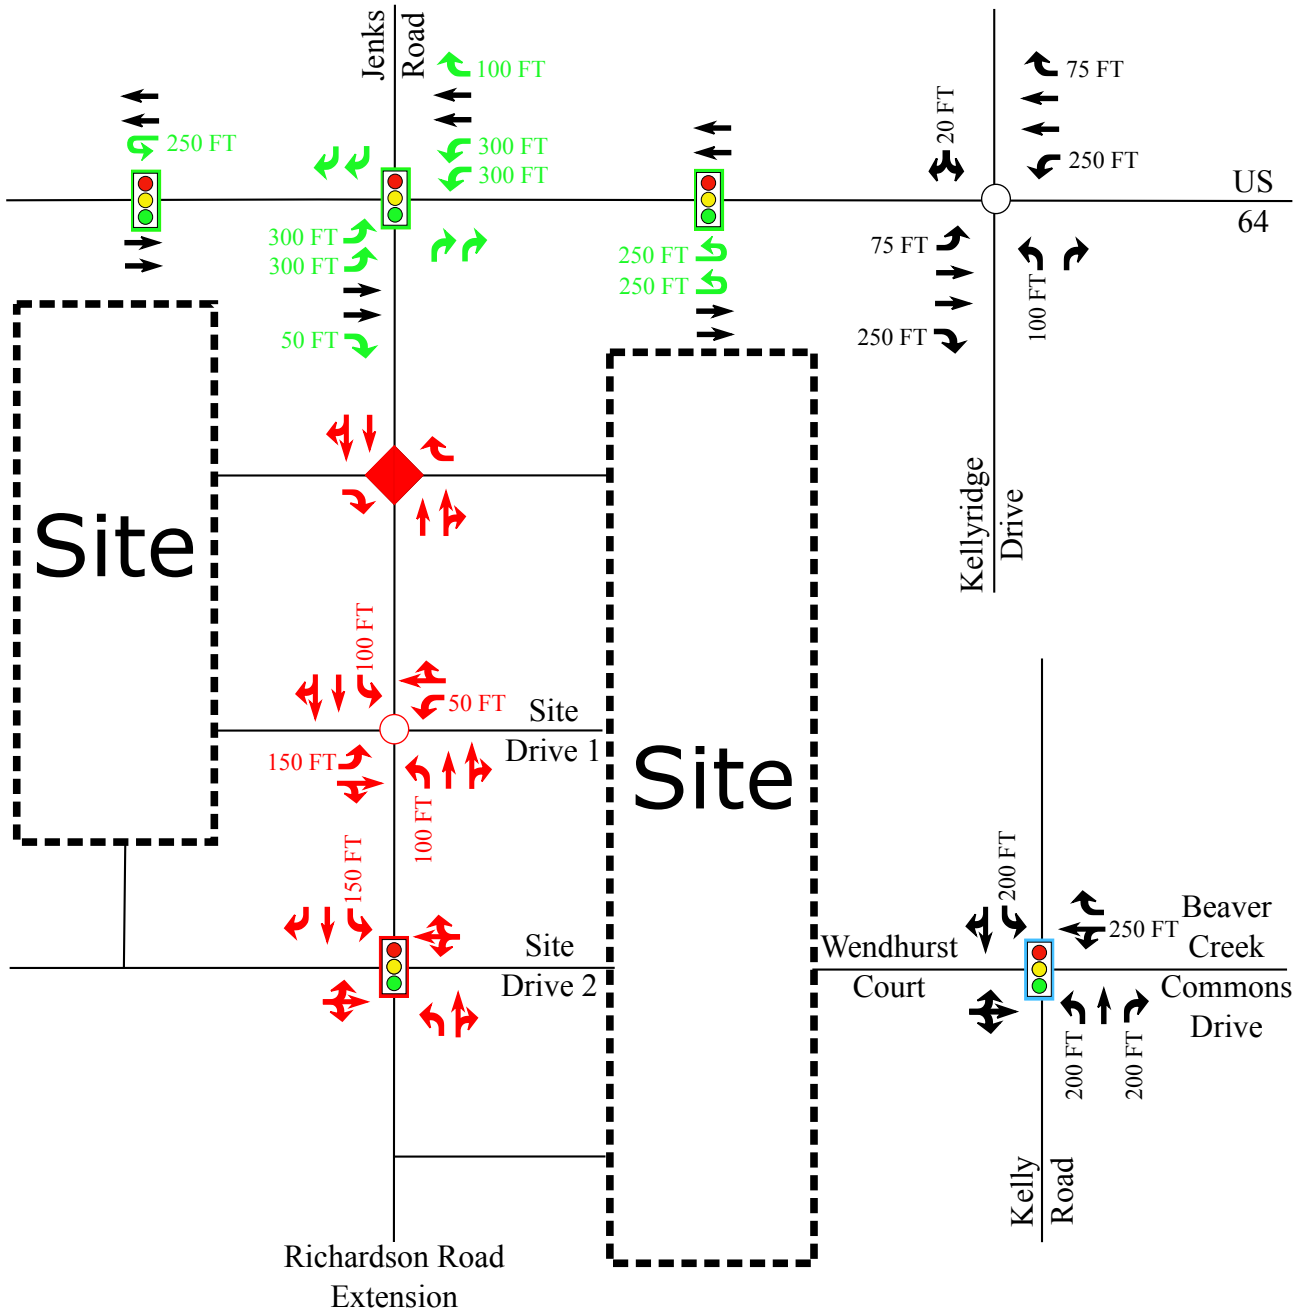 Jenks
Road
100 FT
75 FT
20 FT
250 FT
300 FT
300 FT
250 FT
US
64
300 FT
300 FT
50 FT
250 FT
250 FT
75 FT
250 FT
100 FT
Kellyridge
Drive
Site
100 FT
50 FT
Site
Drive 1
150 FT
100 FT
Site
150 FT
200 FT
Site
Drive 2
Wendhurst
Court
250 FT
Beaver
Creek
Commons
Drive
200 FT
200 FT
Kelly
Road
Richardson Road
Extension